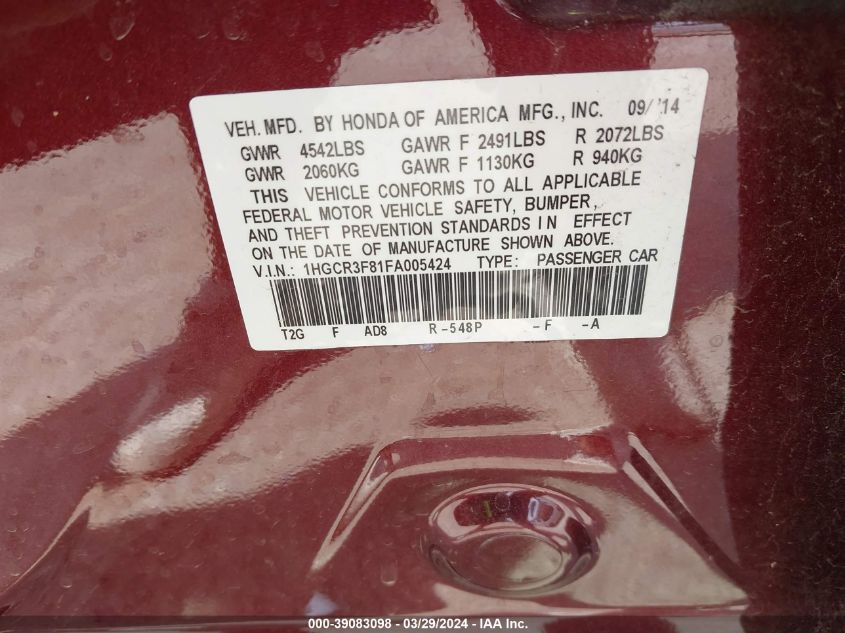 VEH. MFD. BY HONDA OF AMERICA MFG., INC. 09/ '14
GVWR 4542LBS GAWR F 2491LBS R 2072LBS
GVWR 2060KG GAWR F 1130KG R 940KG
THIS VEHICLE CONFORMS TO ALL APPLICABLE
FEDERAL MOTOR VEHICLE SAFETY, BUMPER,
AND THEFT PREVENTION STANDARDS IN EFFECT
ON THE DATE OF MANUFACTURE SHOWN ABOVE.
V.I.N.: 1HGCR3F81FA005424 TYPE: PASSENGER CAR
T2G F AD8 R-548P -F -A
000-39083098 - 03/29/2024 - IAA Inc.